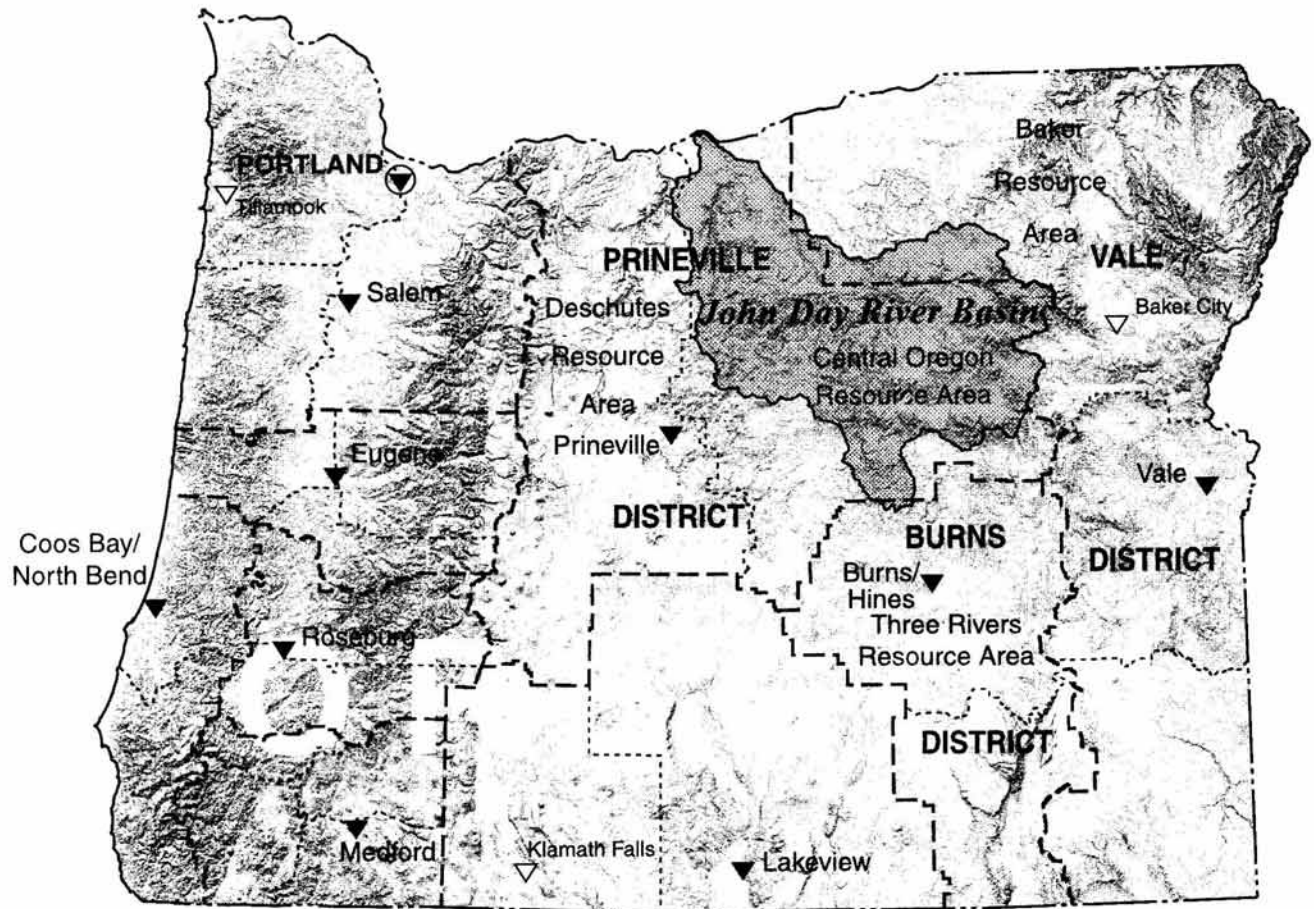 PORTLAND
Tillamook
Salem
Eugene
Coos Bay/
North Bend
Roseburg
Medford
Klamath Falls
Lakeview
PRINEVILLE
Deschutes
Resource
Area
Prineville
DISTRICT
John Day River Basin
Central Oregon
Resource Area
Baker
Resource
Area
VALE
Baker City
Vale
DISTRICT
BURNS
Burns/
Hines
Three Rivers
Resource Area
DISTRICT